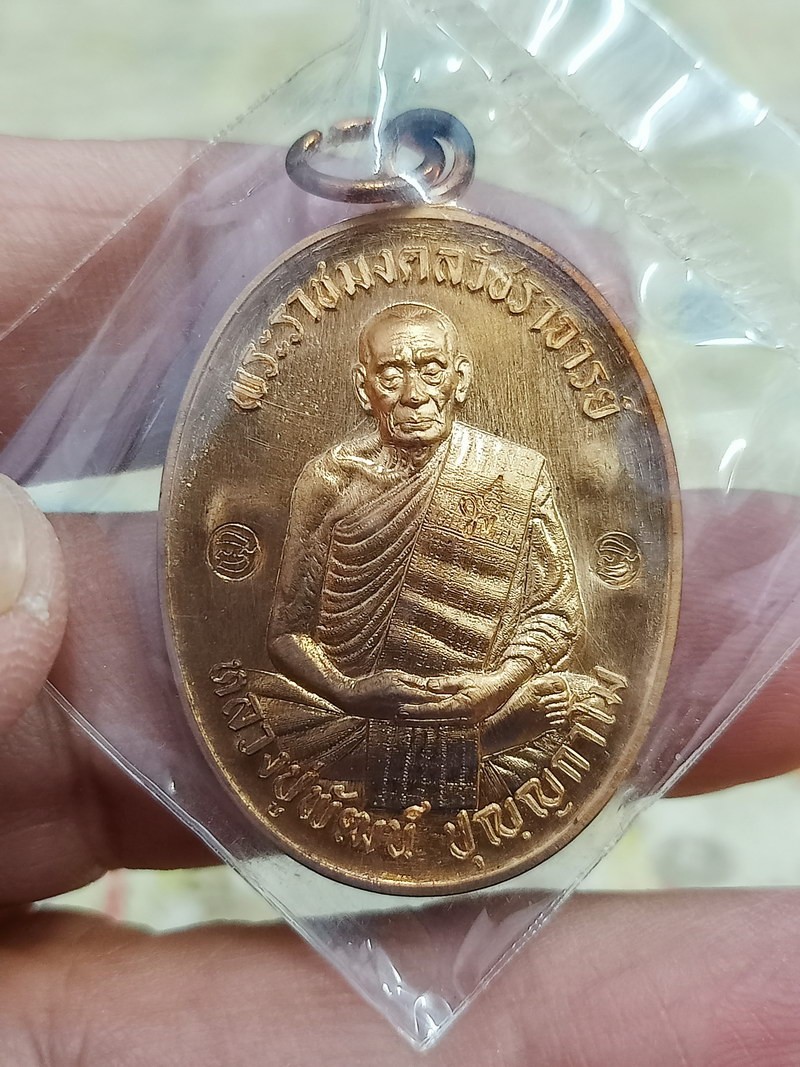 พระราชมงคลวัชราจารย์
หลวงปู่พัฒน์ ปุญฺญกาโม